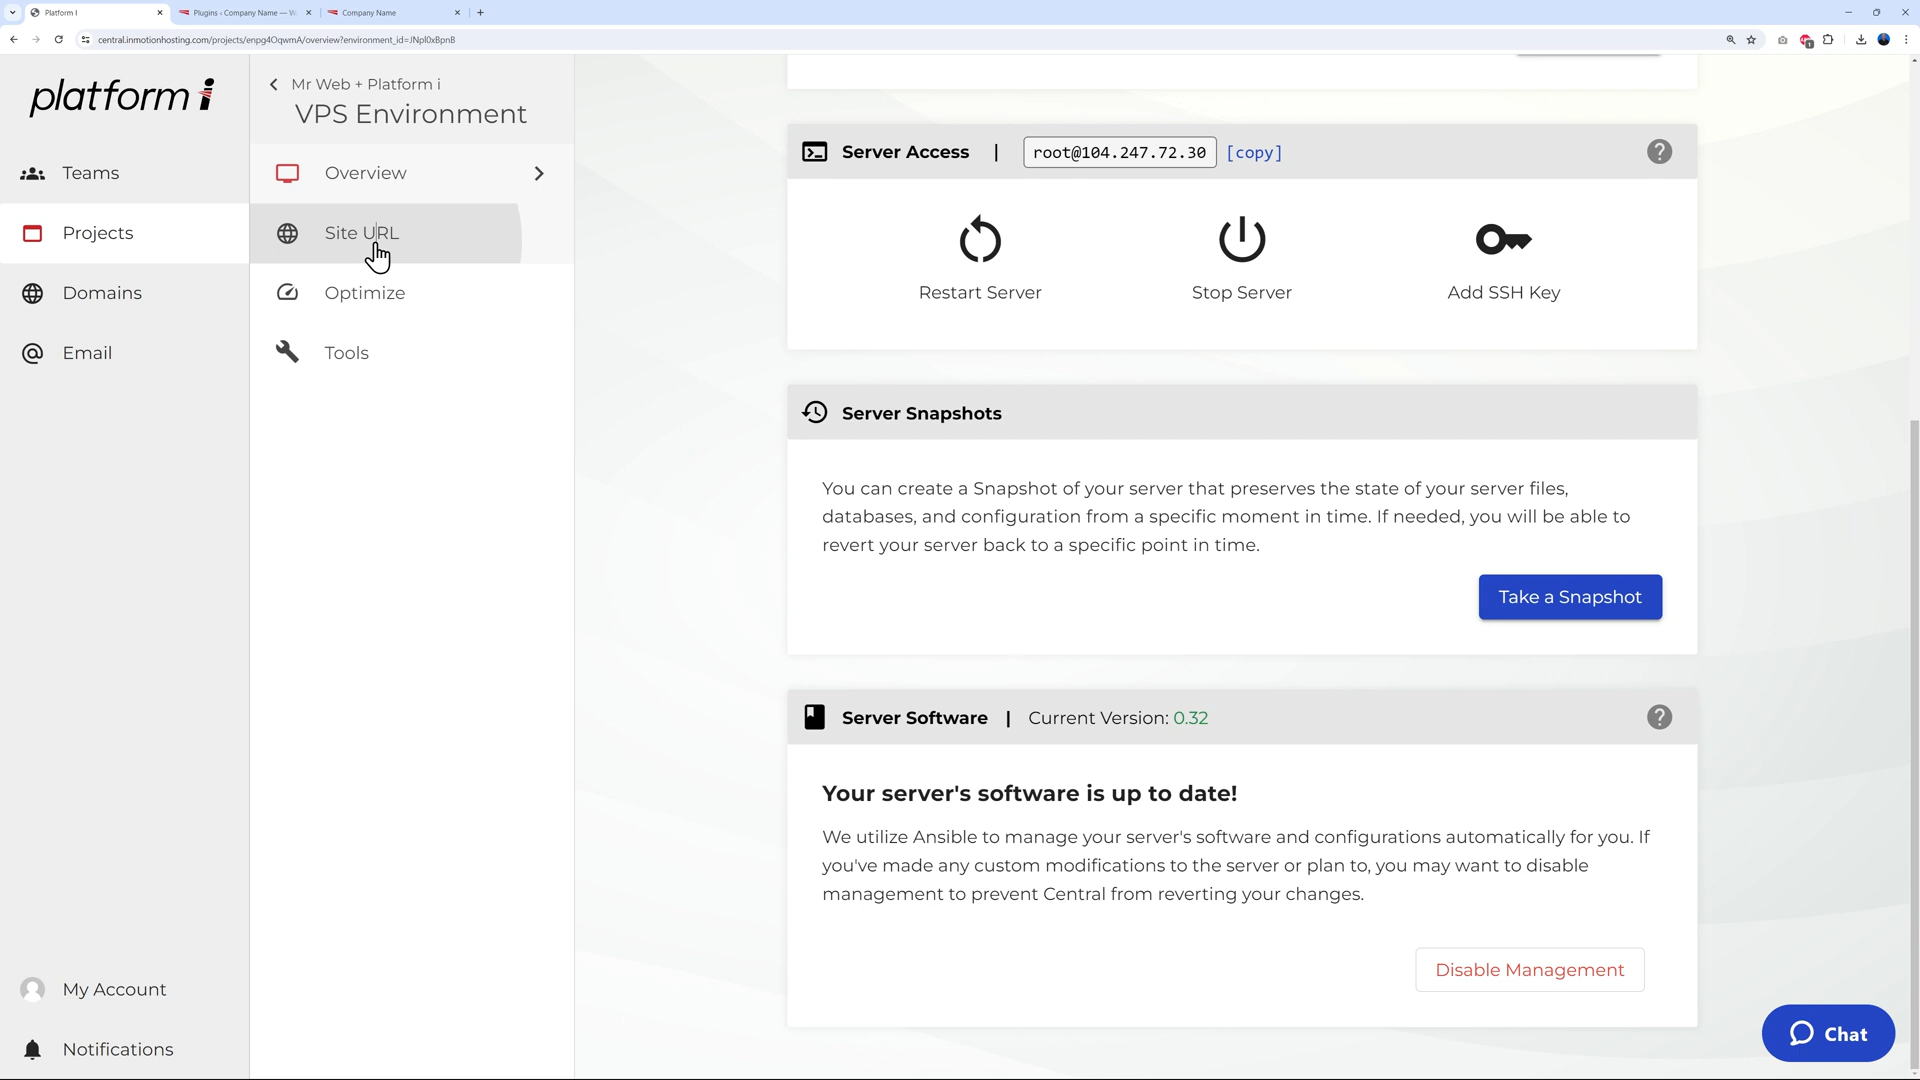 Platform I
Plugins ‹ Company Name — W
Company Name
central.inmotionhosting.com/projects/enpg4OqwmA/overview?environment_id=JNpl0xBpnB
platform i
Teams
Projects
Domains
Email
My Account
Notifications
Mr Web + Platform i
VPS Environment
Overview
Site URL
Optimize
Tools
Server Access | root@104.247.72.30 [copy]
Restart Server
Stop Server
Add SSH Key
Server Snapshots
You can create a Snapshot of your server that preserves the state of your server files,
databases, and configuration from a specific moment in time. If needed, you will be able to
revert your server back to a specific point in time.
Take a Snapshot
Server Software | Current Version: 0.32
Your server's software is up to date!
We utilize Ansible to manage your server's software and configurations automatically for you. If
you've made any custom modifications to the server or plan to, you may want to disable
management to prevent Central from reverting your changes.
Disable Management
Chat